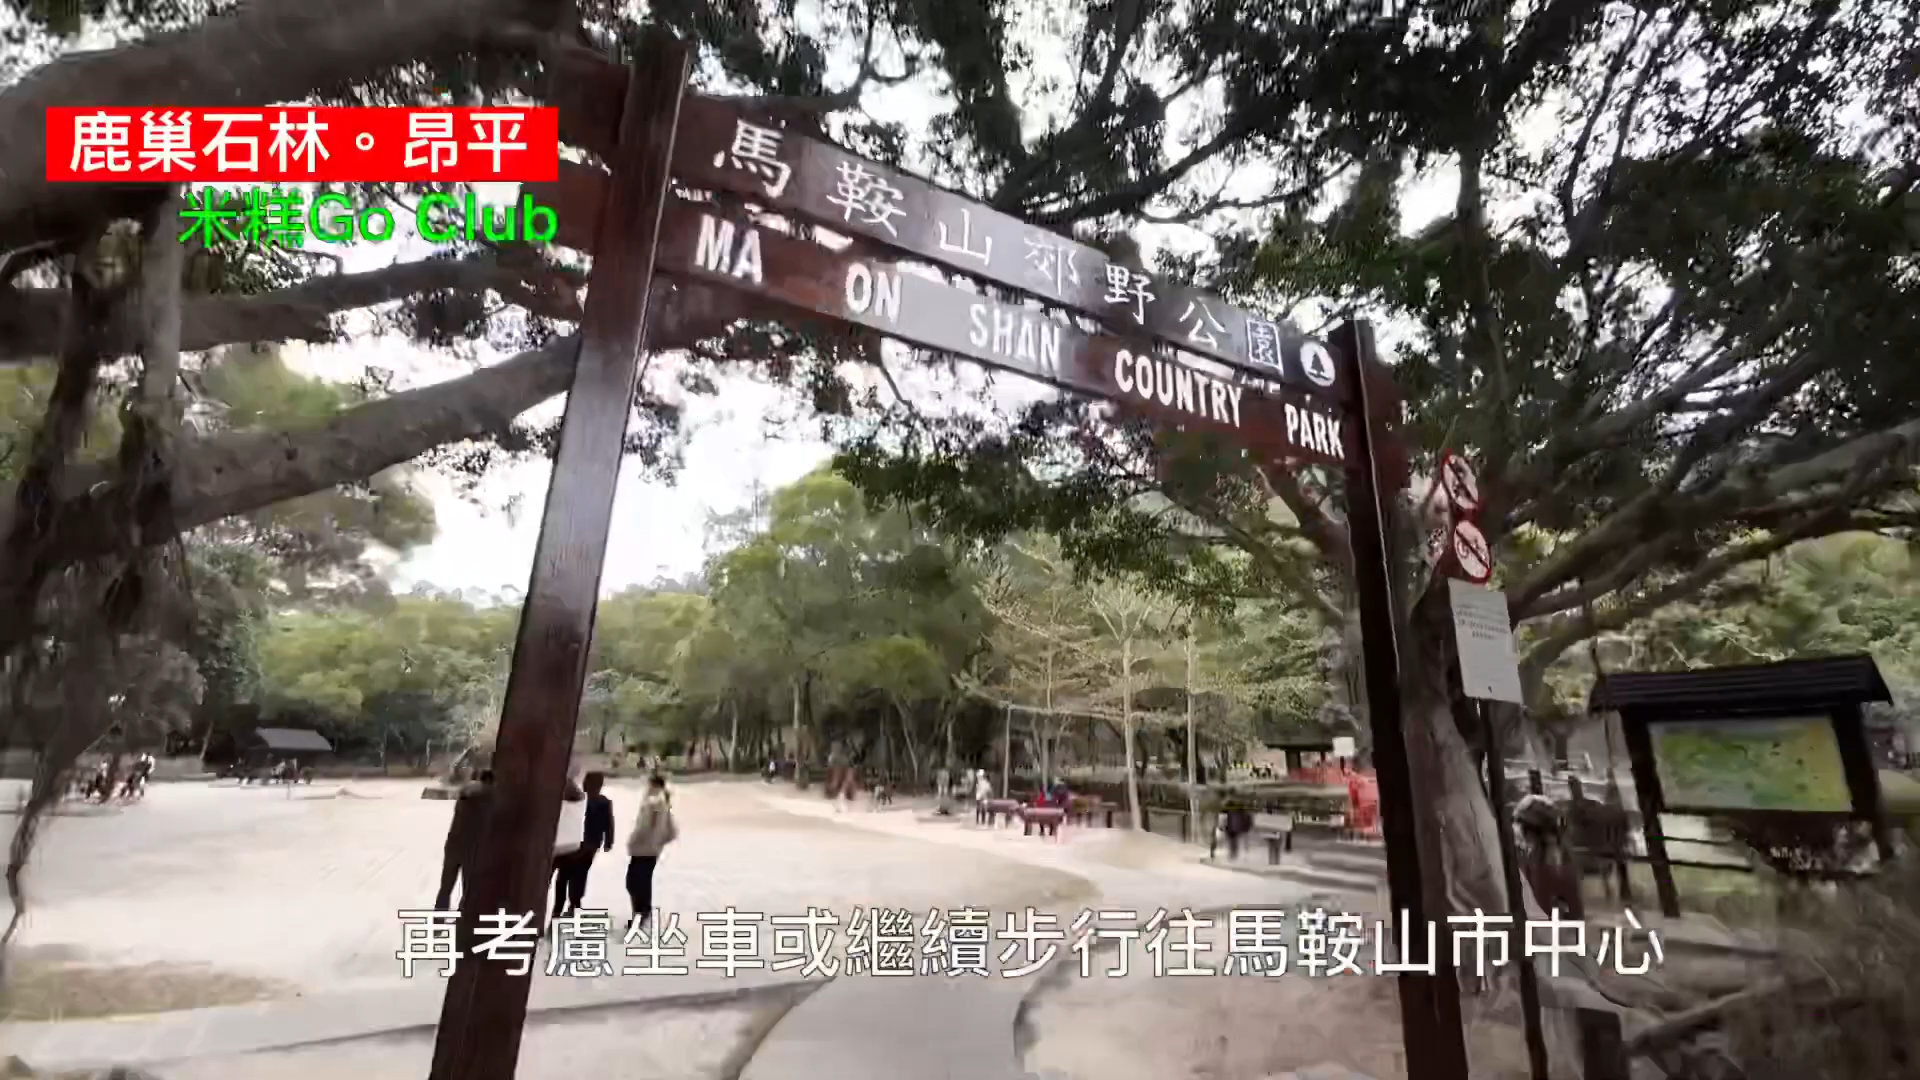 鹿巢石林。昂平
米糕Go Club
馬鞍山郊野公園
MA ON SHAN COUNTRY PARK
再考慮坐車或繼續步行往馬鞍山市中心